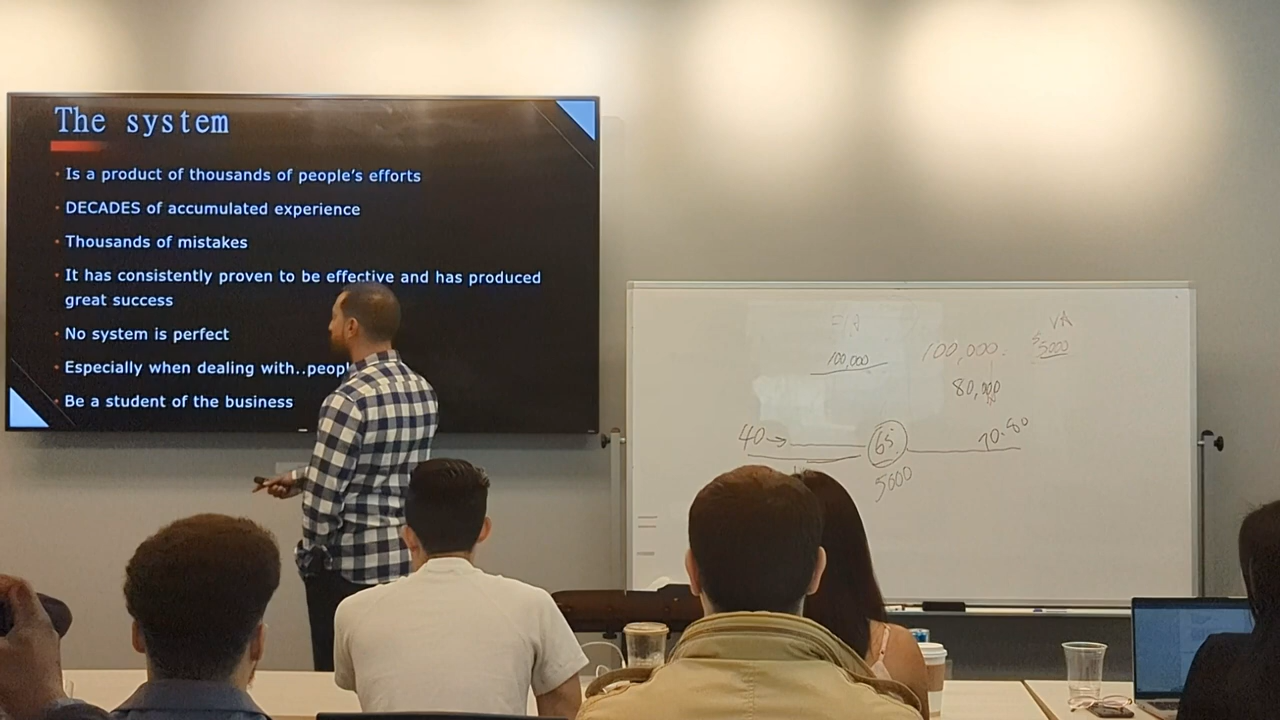 The system
Is a product of thousands of people's efforts
DECADES of accumulated experience
Thousands of mistakes
It has consistently proven to be effective and has produced
great success
No system is perfect
Especially when dealing with..peopl
Be a student of the business
VA
100,000
100,000
$5000
80,000
40
65
70-80
5000